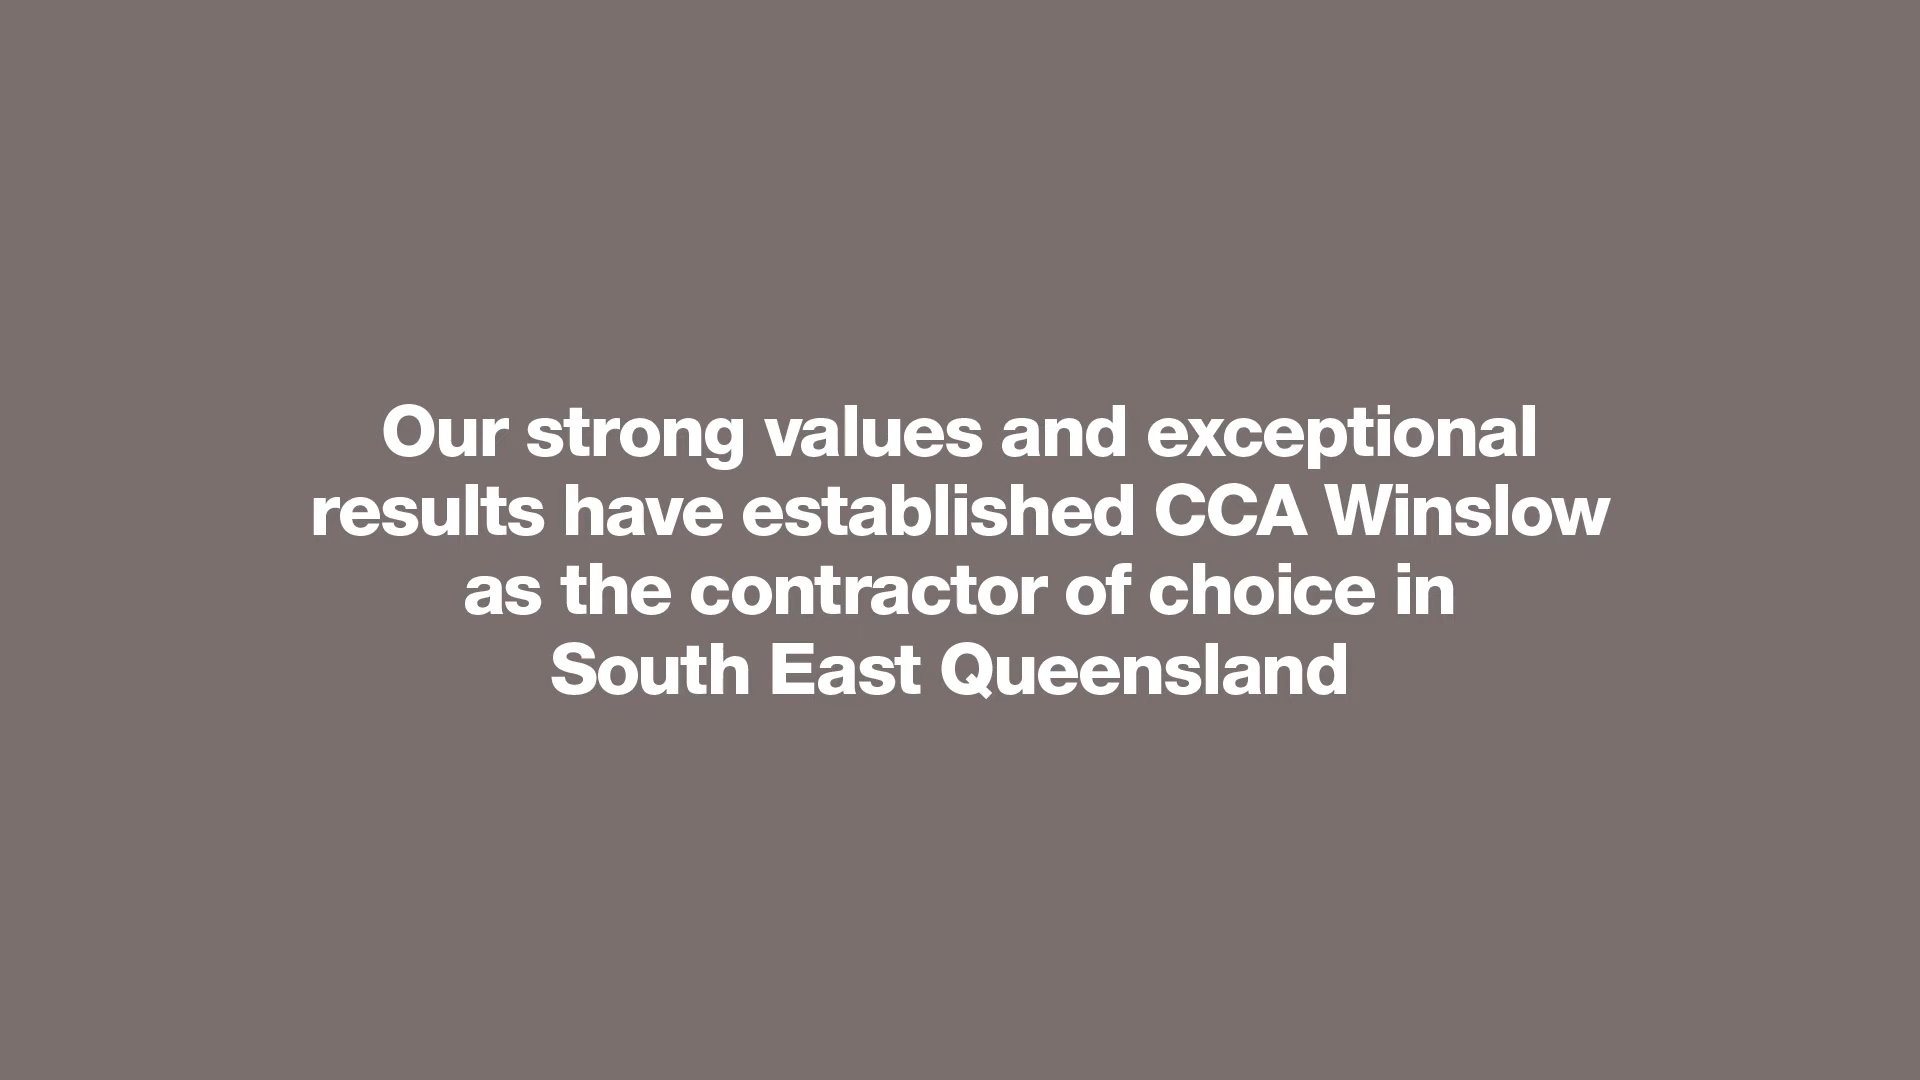 Our strong values and exceptional
results have established CCA Winslow
as the contractor of choice in
South East Queensland